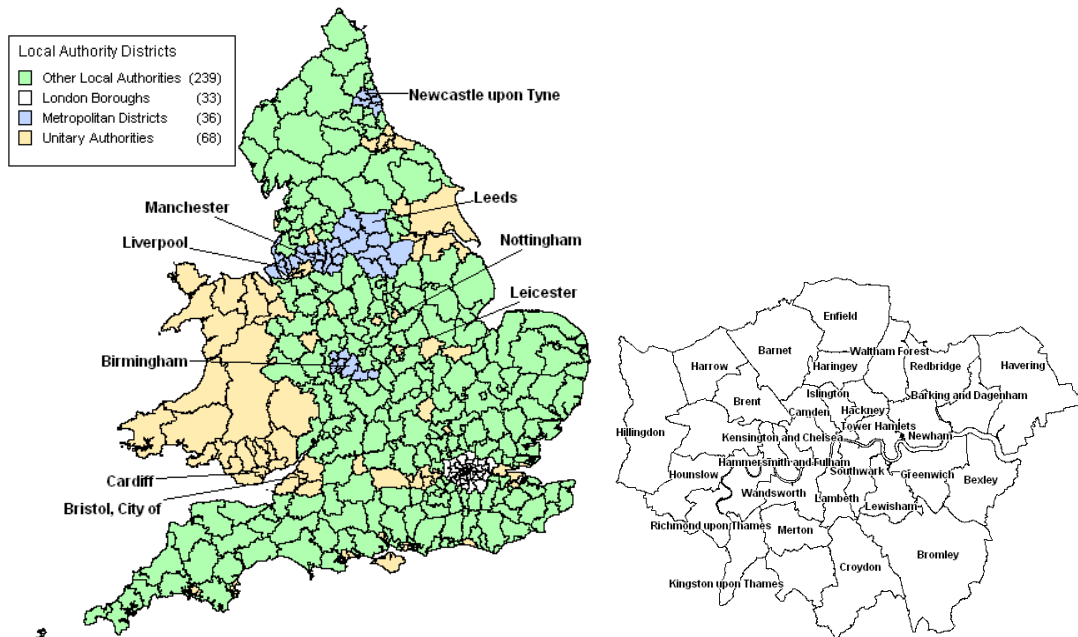 Local Authority Districts
Other Local Authorities (239)
London Boroughs (33)
Metropolitan Districts (36)
Unitary Authorities (68)
Newcastle upon Tyne
Leeds
Manchester
Liverpool
Nottingham
Leicester
Birmingham
Cardiff
Bristol, City of
Enfield
Barnet
Waltham Forest
Harrow
Haringey
Redbridge
Havering
Islington
Brent
Barking and Dagenham
Camden
Hackney
Tower Hamlets
Hillingdon
Kensington and Chelsea
Newham
Hounslow
Hammersmith and Fulham
Southwark
Greenwich
Bexley
Wandsworth
Lambeth
Lewisham
Richmond upon Thames
Merton
Bromley
Croydon
Kingston upon Thames